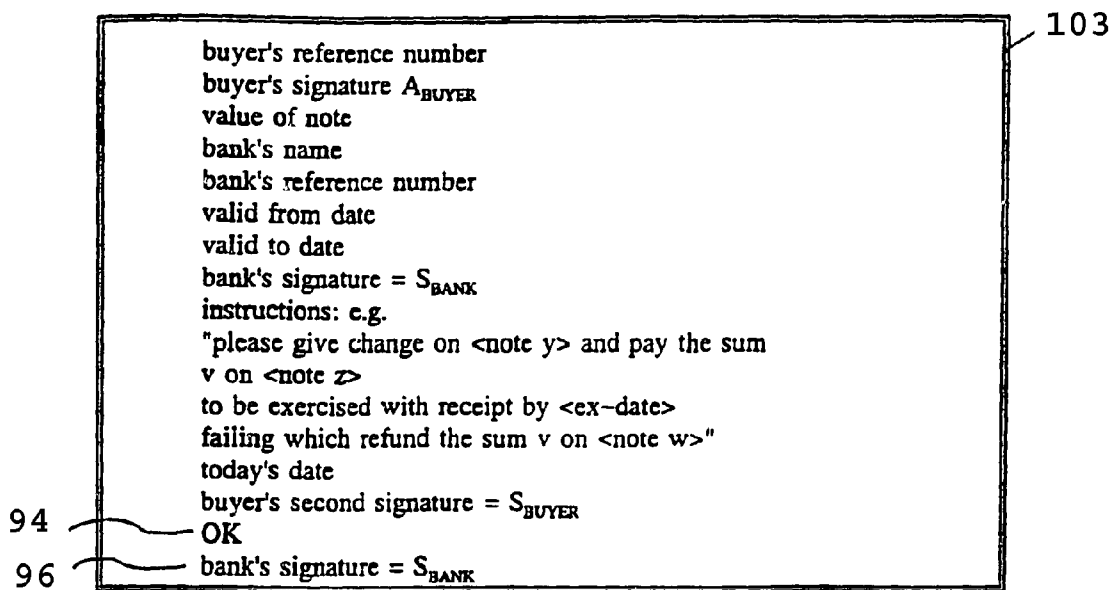 103
buyer's reference number
buyer's signature A_BUYER
value of note
bank's name
bank's reference number
valid from date
valid to date
bank's signature = S_BANK
instructions: e.g.
"please give change on <note y> and pay the sum
v on <note z>
to be exercised with receipt by <ex-date>
failing which refund the sum v on <note w>"
today's date
buyer's second signature = S_BUYER
94 OK
96 bank's signature = S_BANK